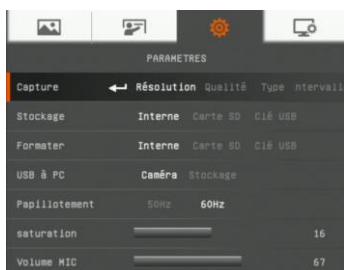 PARAMETRES
Capture Résolution Qualité Type ntervall
Stockage Interne Carte SD Clé USB
Formater Interne Carte SD Clé USB
USB à PC Caméra Stockage
Papillotement 50Hz 60Hz
saturation 16
Volume MIC 67